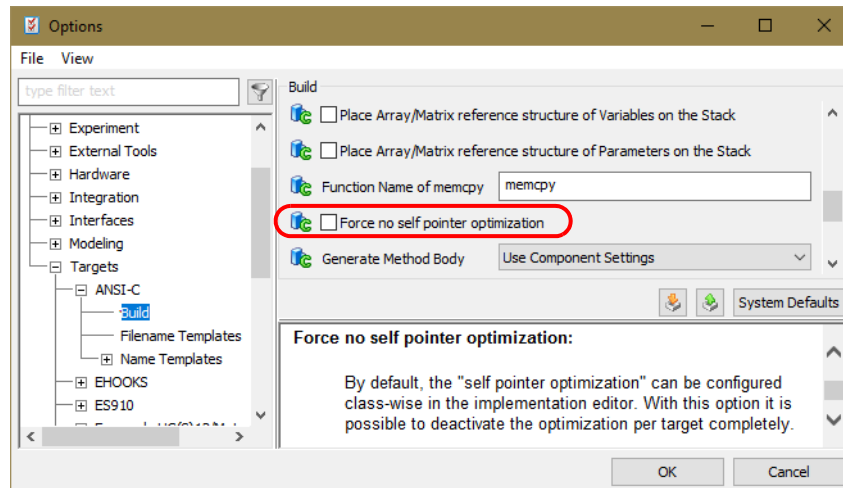 Options
File View
type filter text
Experiment
External Tools
Hardware
Integration
Interfaces
Modeling
Targets
ANSI-C
Build
Filename Templates
Name Templates
EHOOKS
ES910
Build
Place Array/Matrix reference structure of Variables on the Stack
Place Array/Matrix reference structure of Parameters on the Stack
Function Name of memcpy memcpy
Force no self pointer optimization
Generate Method Body Use Component Settings
System Defaults
Force no self pointer optimization:
By default, the "self pointer optimization" can be configured
class-wise in the implementation editor. With this option it is
possible to deactivate the optimization per target completely.
OK Cancel